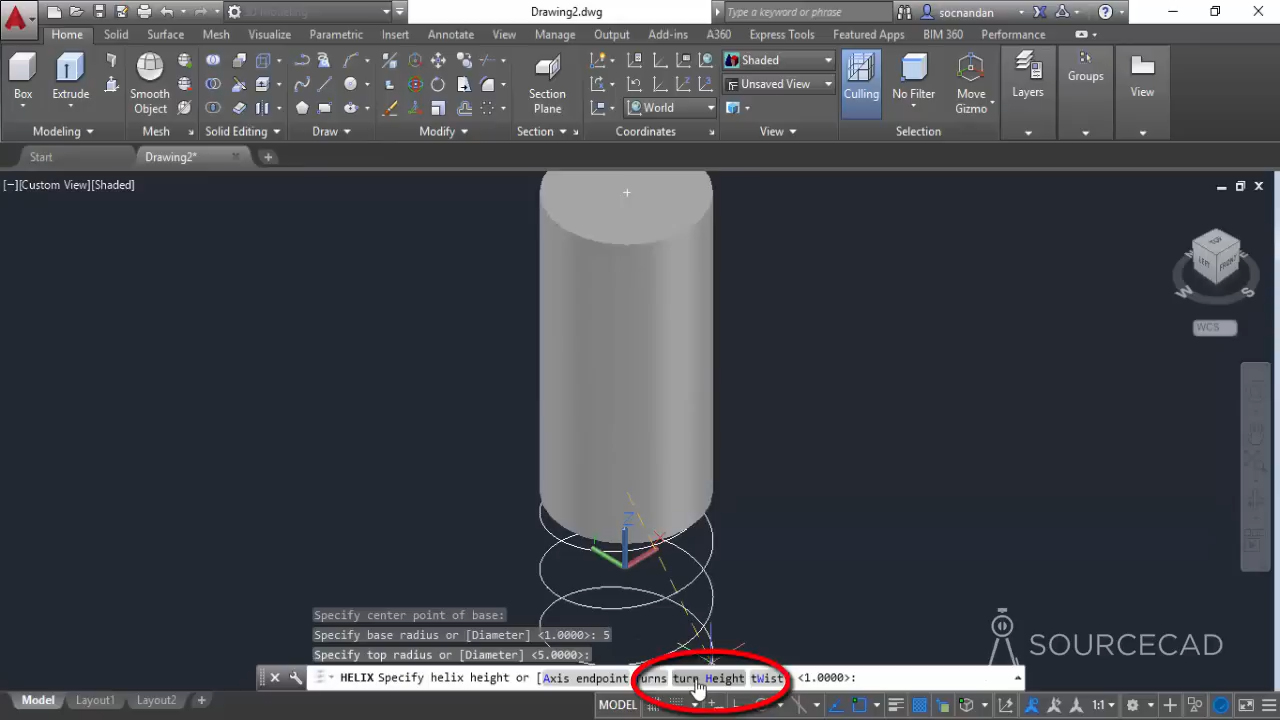 3D Modeling
Drawing2.dwg
Type a keyword or phrase
socnandan
Home Solid Surface Mesh Visualize Parametric Insert Annotate View Manage Output Add-ins A360 Express Tools Featured Apps BIM 360 Performance
Box
Extrude
Smooth
Object
Section
Plane
Shaded
Unsaved View
World
Culling
No Filter
Move
Gizmo
Layers
Groups
View
Modeling
Mesh
Solid Editing
Draw
Modify
Section
Coordinates
View
Selection
Start
Drawing2*
[−][Custom View][Shaded]
TOP
LEFT
FRONT
W
S
WCS
Z
X
Specify center point of base:
Specify base radius or [Diameter] <1.0000>: 5
Specify top radius or [Diameter] <5.0000>:
HELIX Specify helix height or [Axis endpoint Turns turn Height tWist] <1.0000>:
SOURCECAD
Model Layout1 Layout2
MODEL
1:1